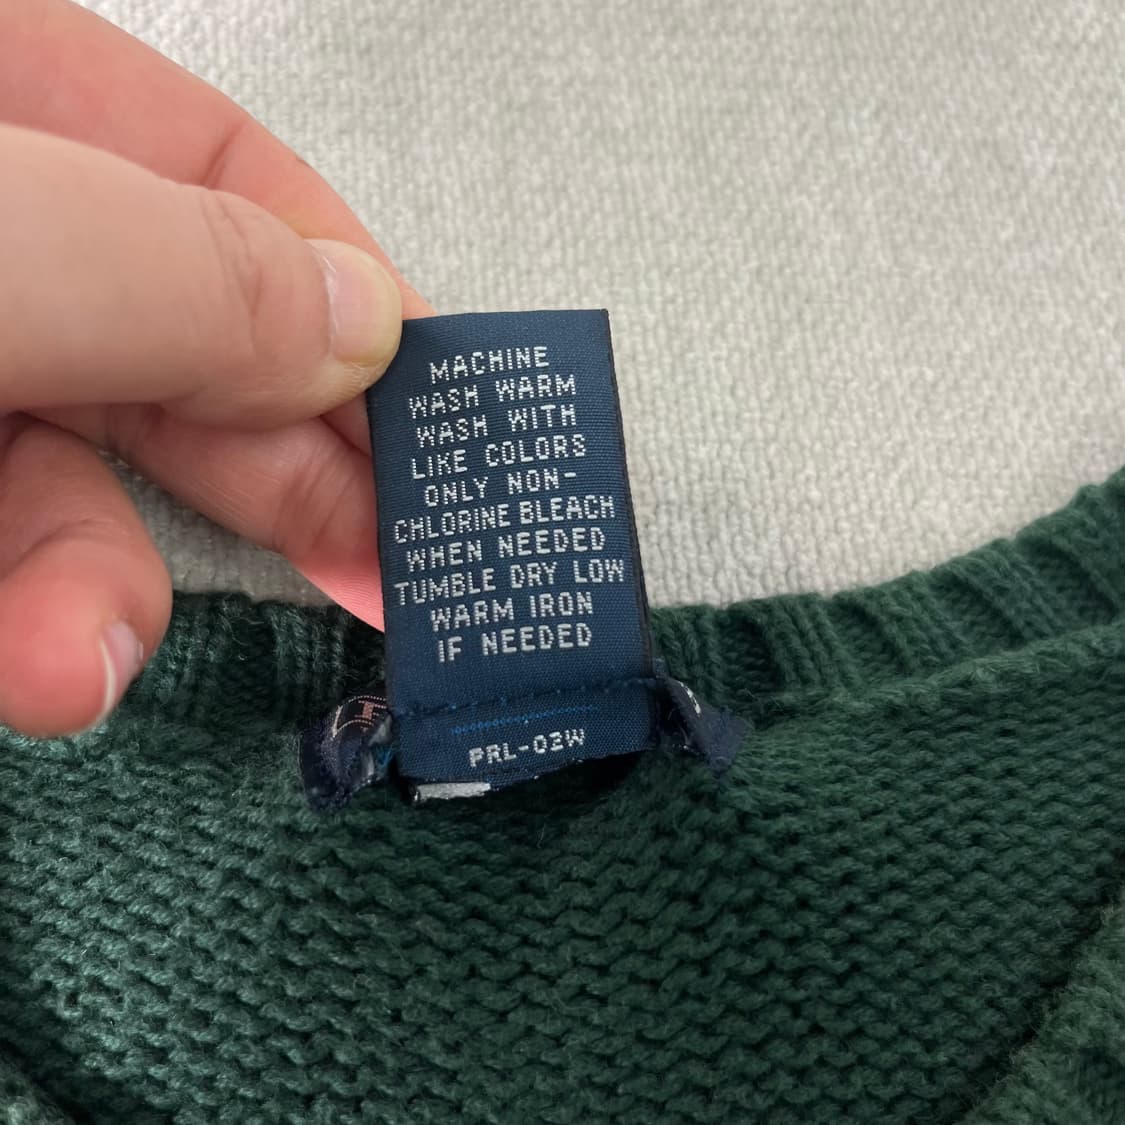 MACHINE
WASH WARM
WASH WITH
LIKE COLORS
ONLY NON-
CHLORINE BLEACH
WHEN NEEDED
TUMBLE DRY LOW
WARM IRON
IF NEEDED
PRL-02W